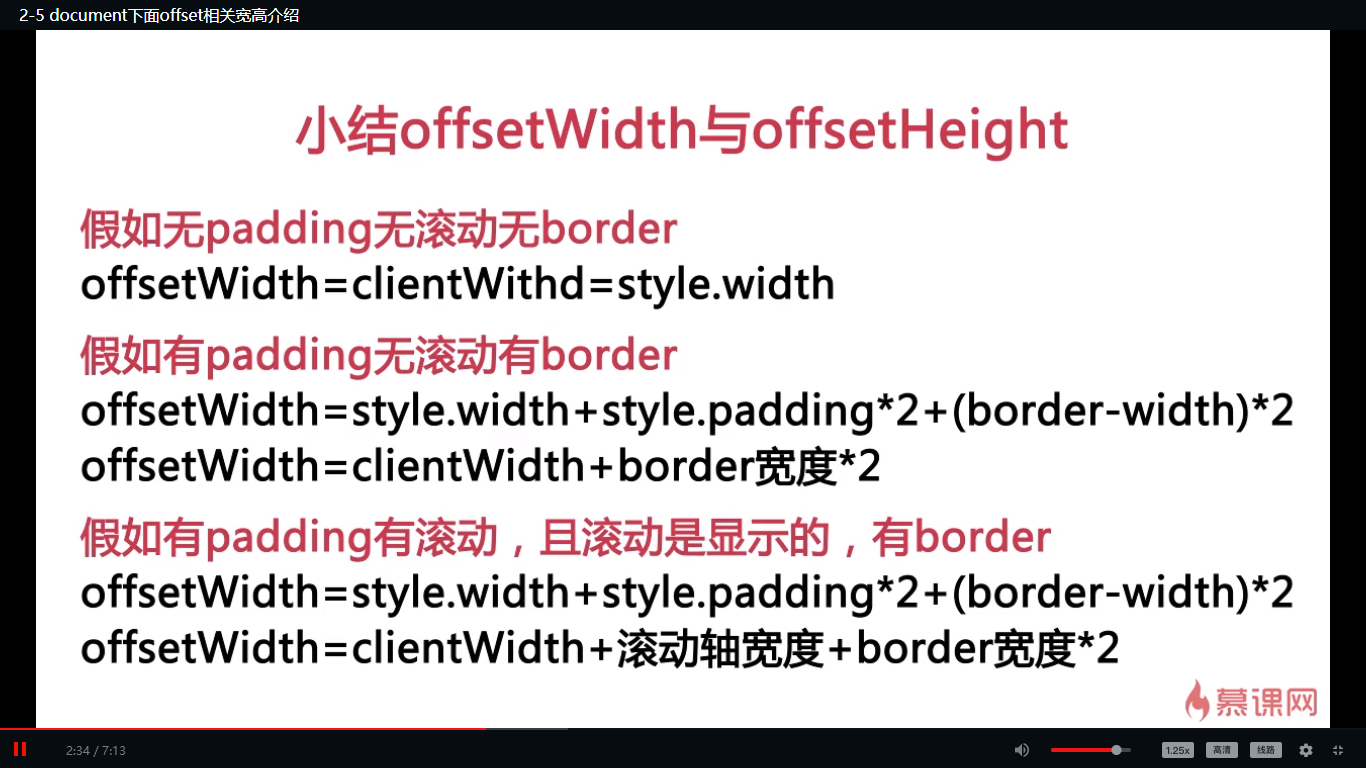 2-5 document下面offset相关宽高介绍
小结offsetWidth与offsetHeight
假如无padding无滚动无border
offsetWidth=clientWithd=style.width
假如有padding无滚动有border
offsetWidth=style.width+style.padding*2+(border-width)*2
offsetWidth=clientWidth+border宽度*2
假如有padding有滚动，且滚动是显示的，有border
offsetWidth=style.width+style.padding*2+(border-width)*2
offsetWidth=clientWidth+滚动轴宽度+border宽度*2
慕课网
2:34 / 7:13
1.25x 高清 线路